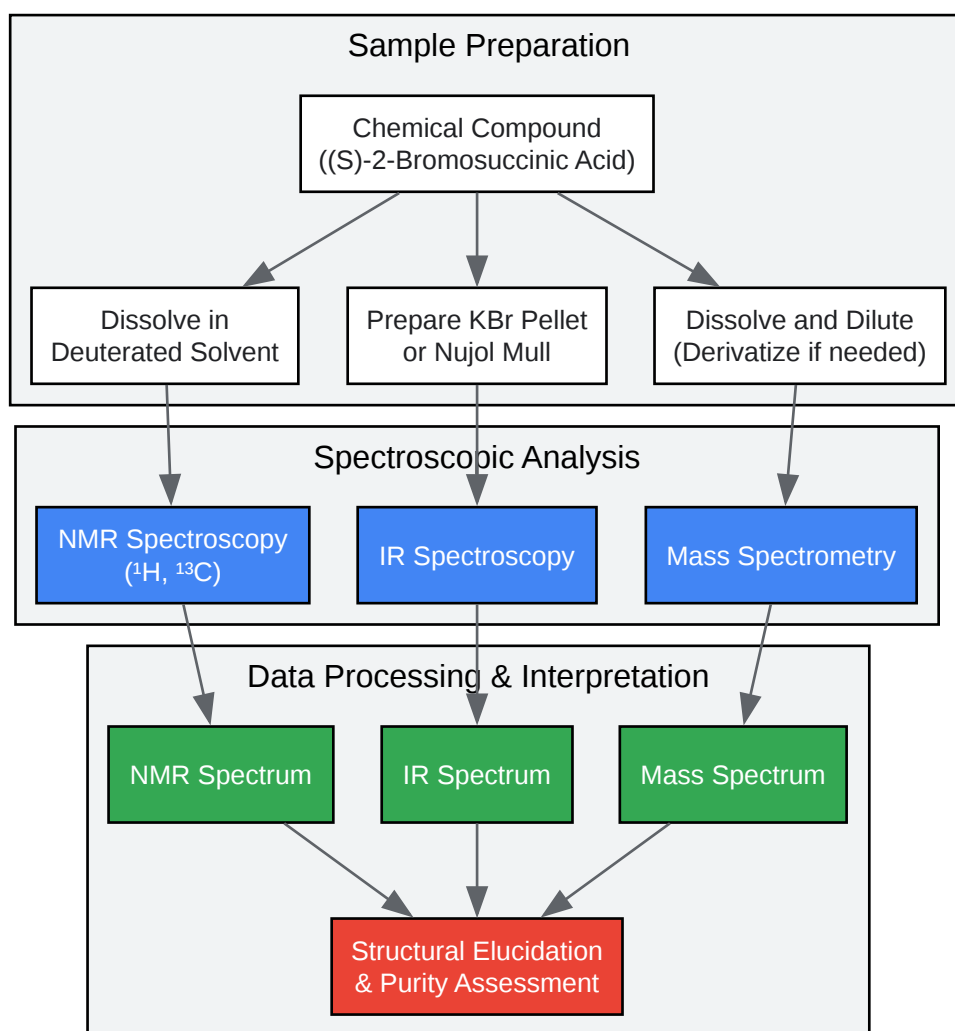 Sample Preparation
Chemical Compound
((S)-2-Bromosuccinic Acid)
Dissolve in
Deuterated Solvent
Prepare KBr Pellet
or Nujol Mull
Dissolve and Dilute
(Derivatize if needed)
Spectroscopic Analysis
NMR Spectroscopy
(¹H, ¹³C)
IR Spectroscopy
Mass Spectrometry
Data Processing & Interpretation
NMR Spectrum
IR Spectrum
Mass Spectrum
Structural Elucidation
& Purity Assessment